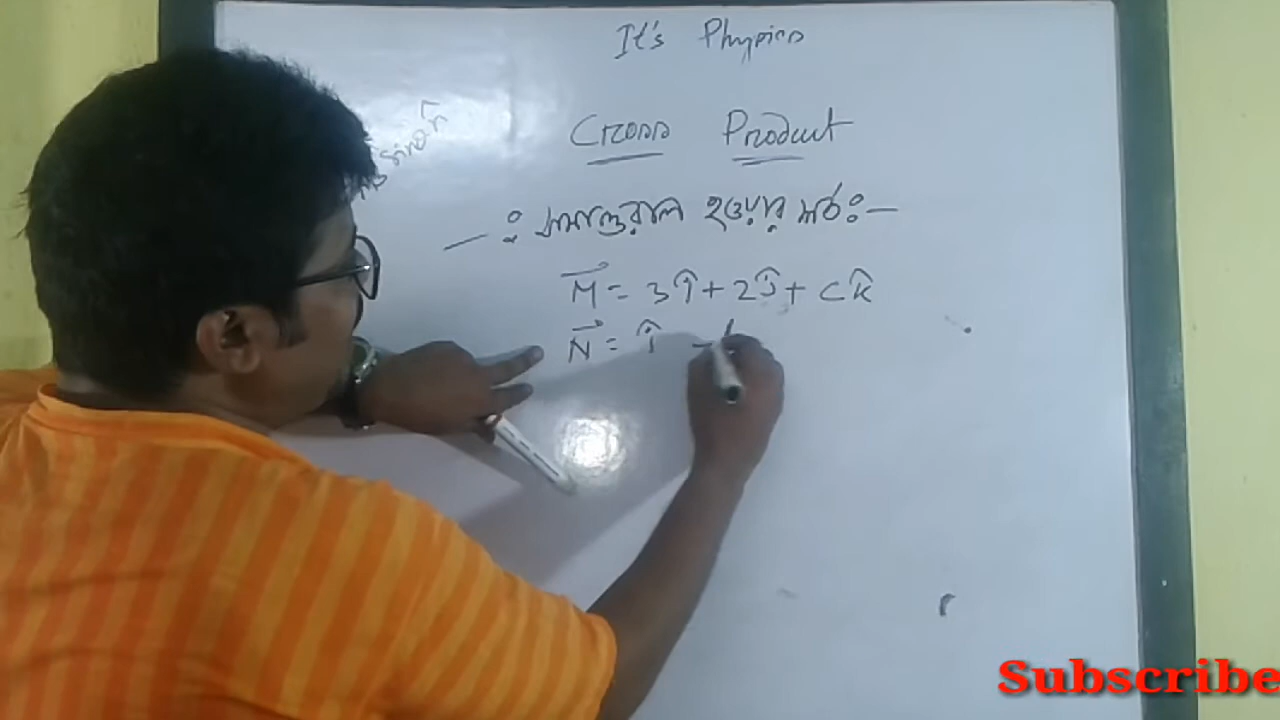 It's Physics
Cross Product
—: সমান্তরাল হওয়ার শর্ত :—
M = 3î + 2ĵ + ck̂
N = î -
Subscribe